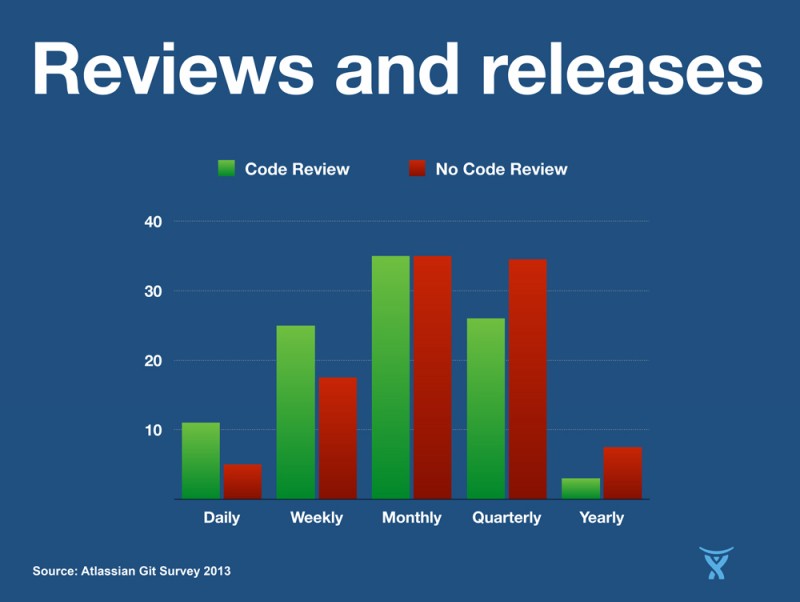 Reviews and releases
Code Review No Code Review
40
30
20
10
Daily Weekly Monthly Quarterly Yearly
Source: Atlassian Git Survey 2013